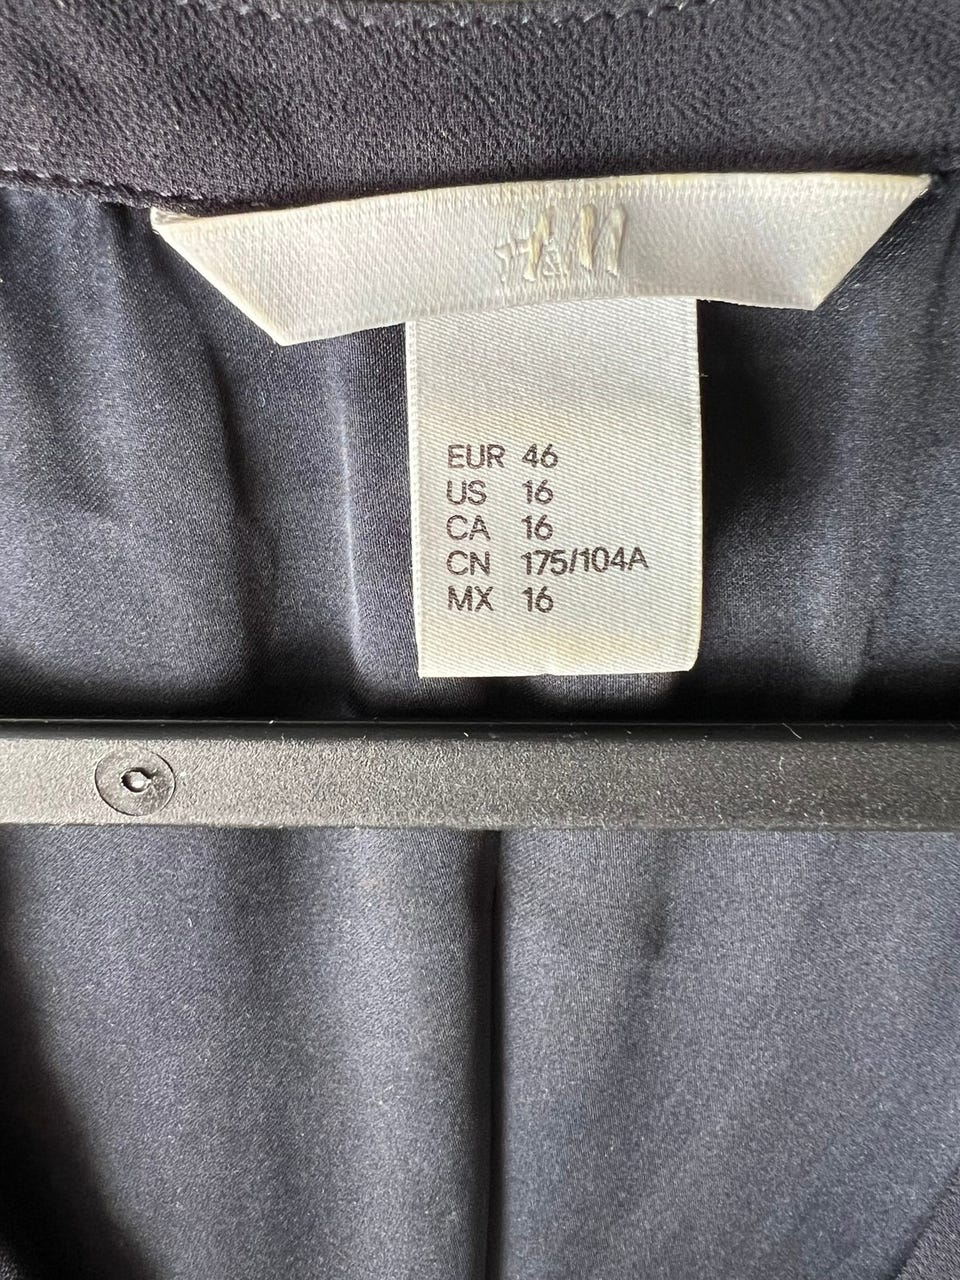 H&M
EUR 46
US 16
CA 16
CN 175/104A
MX 16